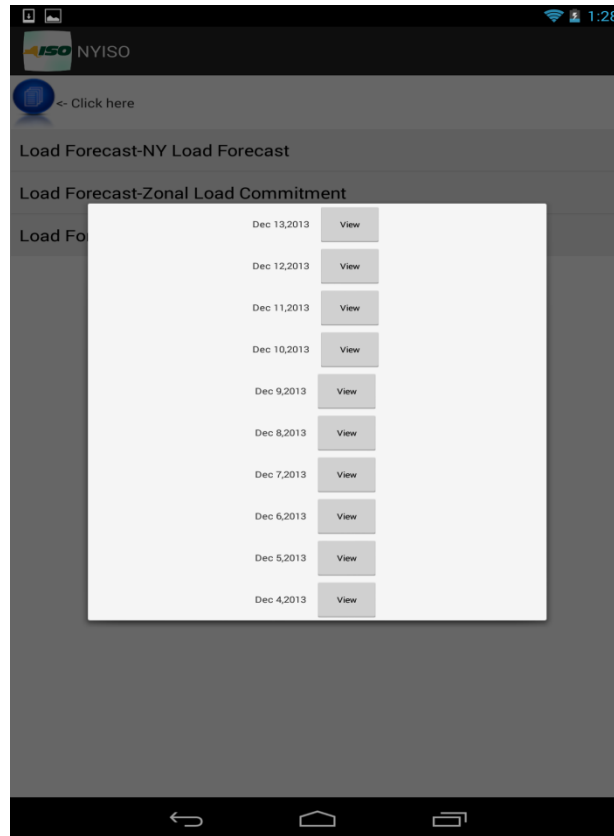 1:28
ISO NYISO
<- Click here
Load Forecast-NY Load Forecast
Load Forecast-Zonal Load Commitment
Load Fo
Dec 13,2013 View
Dec 12,2013 View
Dec 11,2013 View
Dec 10,2013 View
Dec 9,2013 View
Dec 8,2013 View
Dec 7,2013 View
Dec 6,2013 View
Dec 5,2013 View
Dec 4,2013 View